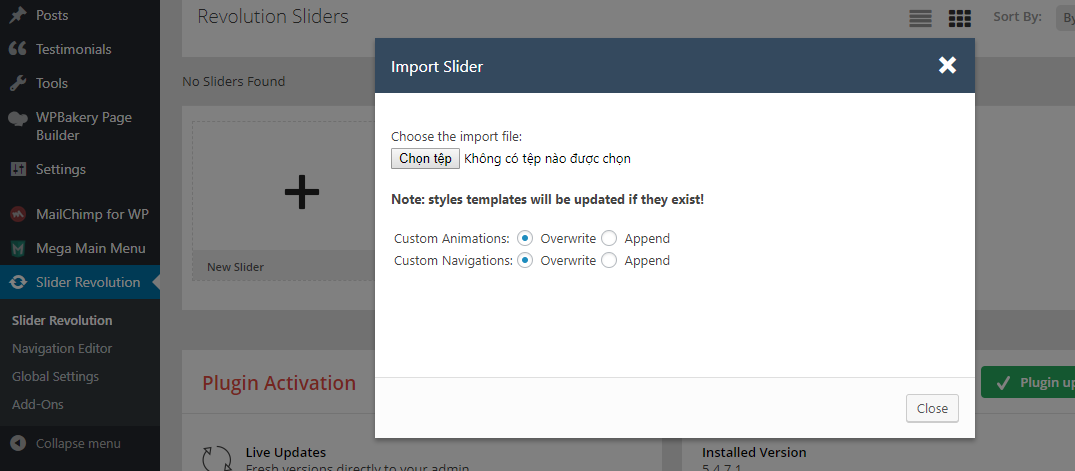 Posts
Testimonials
Tools
WPBakery Page
Builder
Settings
MailChimp for WP
Mega Main Menu
Slider Revolution
Slider Revolution
Navigation Editor
Global Settings
Add-Ons
Collapse menu
Revolution Sliders
Sort By:
By
No Sliders Found
New Slider
Import Slider
Choose the import file:
Chọn tệp Không có tệp nào được chọn
Note: styles templates will be updated if they exist!
Custom Animations: Overwrite Append
Custom Navigations: Overwrite Append
Close
Plugin Activation
Plugin up
Live Updates
Fresh versions directly to your admin
Installed Version
5.4.7.1